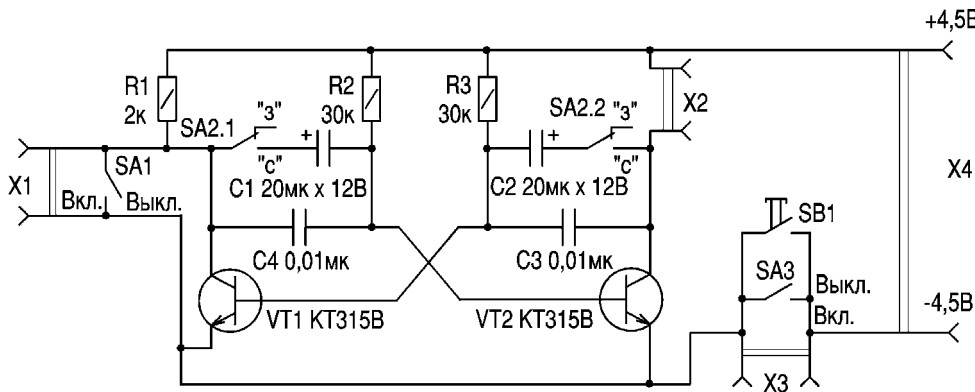 +4,5В
R1
2к
R2
30к
R3
30к
SA2.1
"з"
"с"
+
SA2.2
"з"
"с"
+
X2
X1
SA1
Вкл.
Выкл.
C1 20мк х 12В
C2 20мк х 12В
X4
C4 0,01мк
C3 0,01мк
SB1
SA3
Выкл.
Вкл.
VT1 КТ315В
VT2 КТ315В
-4,5В
X3